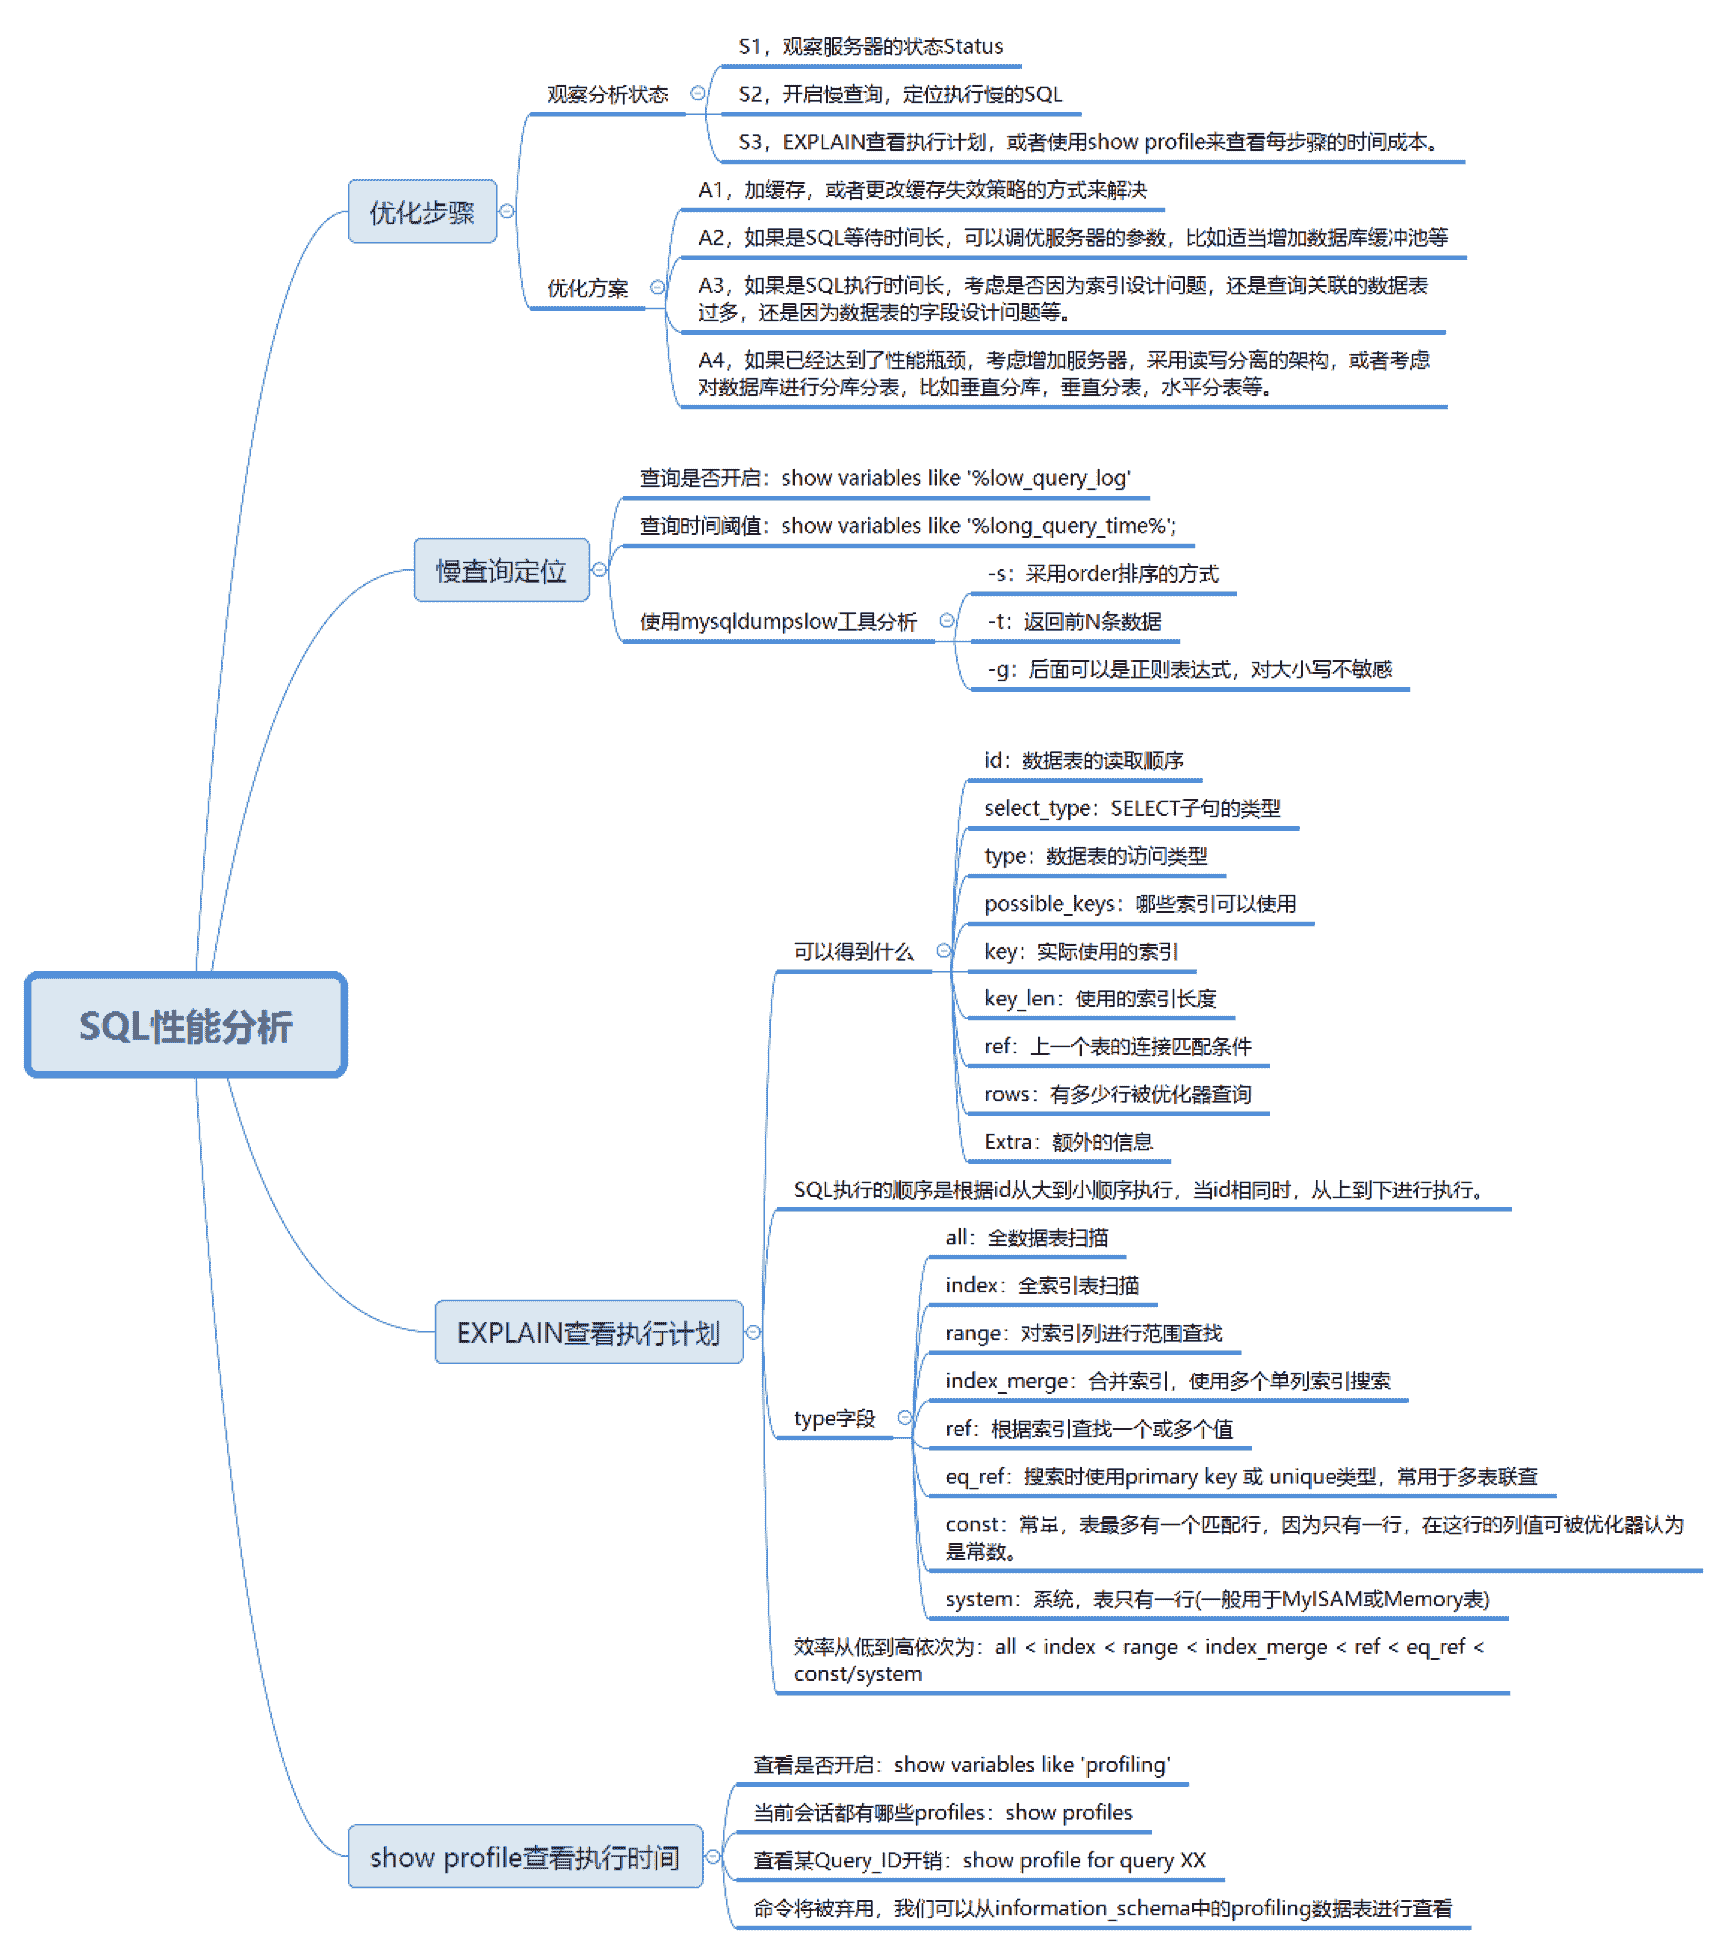 SQL性能分析
优化步骤
观察分析状态
S1，观察服务器的状态Status
S2，开启慢查询，定位执行慢的SQL
S3，EXPLAIN查看执行计划，或者使用show profile来查看每步骤的时间成本。
优化方案
A1，加缓存，或者更改缓存失效策略的方式来解决
A2，如果是SQL等待时间长，可以调优服务器的参数，比如适当增加数据库缓冲池等
A3，如果是SQL执行时间长，考虑是否因为索引设计问题，还是查询关联的数据表
过多，还是因为数据表的字段设计问题等。
A4，如果已经达到了性能瓶颈，考虑增加服务器，采用读写分离的架构，或者考虑
对数据库进行分库分表，比如垂直分库，垂直分表，水平分表等。
慢查询定位
查询是否开启：show variables like '%low_query_log'
查询时间阈值：show variables like '%long_query_time%';
使用mysqldumpslow工具分析
-s：采用order排序的方式
-t：返回前N条数据
-g：后面可以是正则表达式，对大小写不敏感
EXPLAIN查看执行计划
可以得到什么
id：数据表的读取顺序
select_type：SELECT子句的类型
type：数据表的访问类型
possible_keys：哪些索引可以使用
key：实际使用的索引
key_len：使用的索引长度
ref：上一个表的连接匹配条件
rows：有多少行被优化器查询
Extra：额外的信息
SQL执行的顺序是根据id从大到小顺序执行，当id相同时，从上到下进行执行。
type字段
all：全数据表扫描
index：全索引表扫描
range：对索引列进行范围查找
index_merge：合并索引，使用多个单列索引搜索
ref：根据索引查找一个或多个值
eq_ref：搜索时使用primary key 或 unique类型，常用于多表联查
const：常量，表最多有一个匹配行，因为只有一行，在这行的列值可被优化器认为
是常数。
system：系统，表只有一行(一般用于MyISAM或Memory表)
效率从低到高依次为：all < index < range < index_merge < ref < eq_ref <
const/system
show profile查看执行时间
查看是否开启：show variables like 'profiling'
当前会话都有哪些profiles：show profiles
查看某Query_ID开销：show profile for query XX
命令将被弃用，我们可以从information_schema中的profiling数据表进行查看